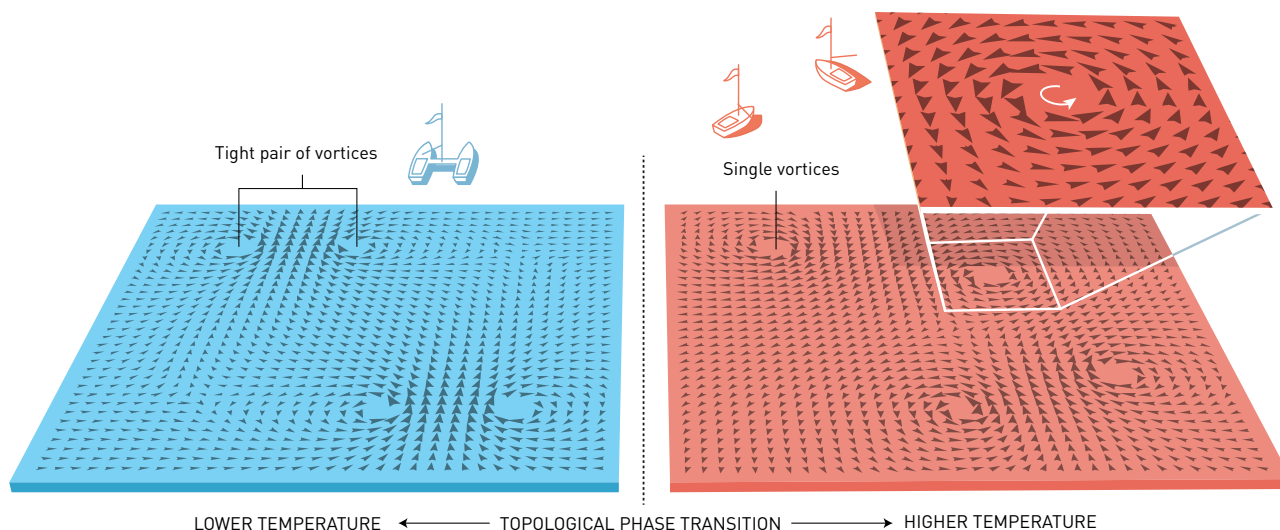 Tight pair of vortices
Single vortices
LOWER TEMPERATURE
TOPOLOGICAL PHASE TRANSITION
HIGHER TEMPERATURE